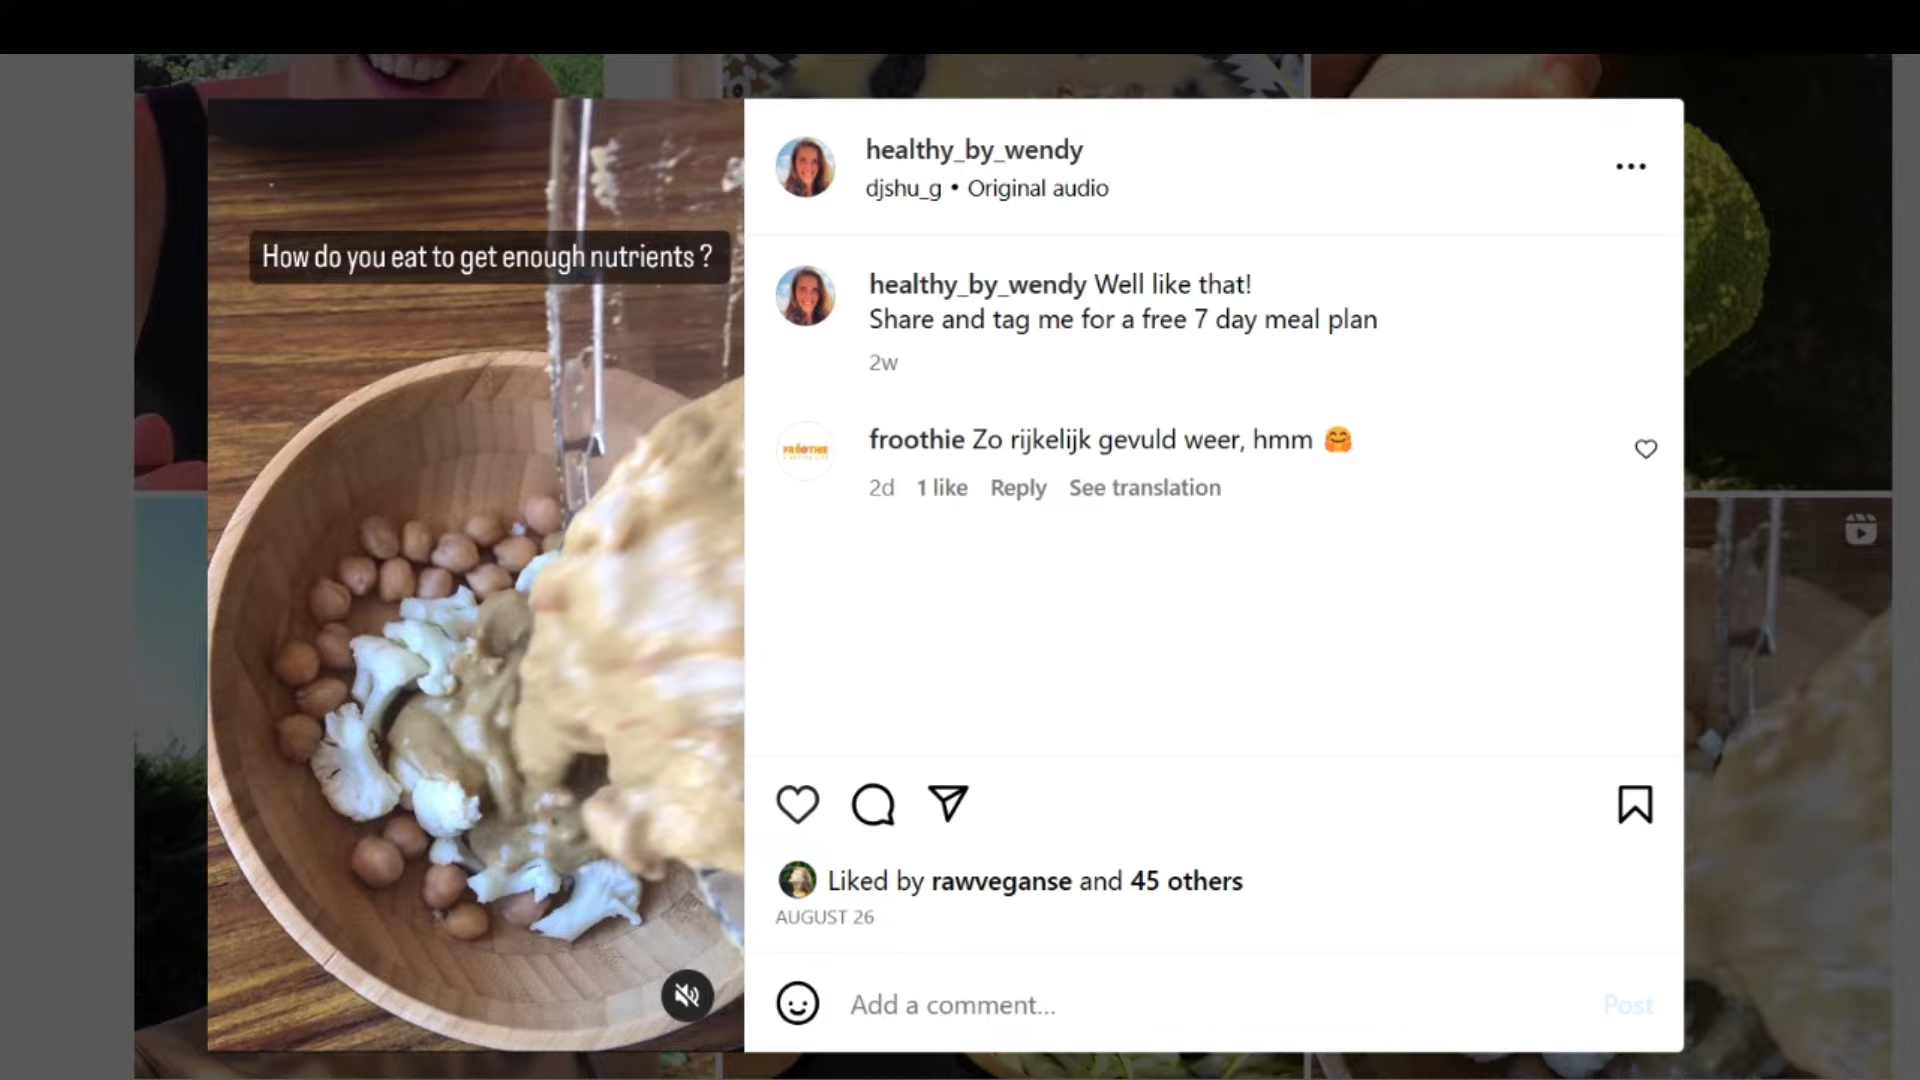 How do you eat to get enough nutrients ?
healthy_by_wendy
djshu_g • Original audio
healthy_by_wendy Well like that!
Share and tag me for a free 7 day meal plan
2w
FROOTHIE
froothie Zo rijkelijk gevuld weer, hmm 🤗
2d 1 like Reply See translation
Liked by rawveganse and 45 others
AUGUST 26
Add a comment...
Post